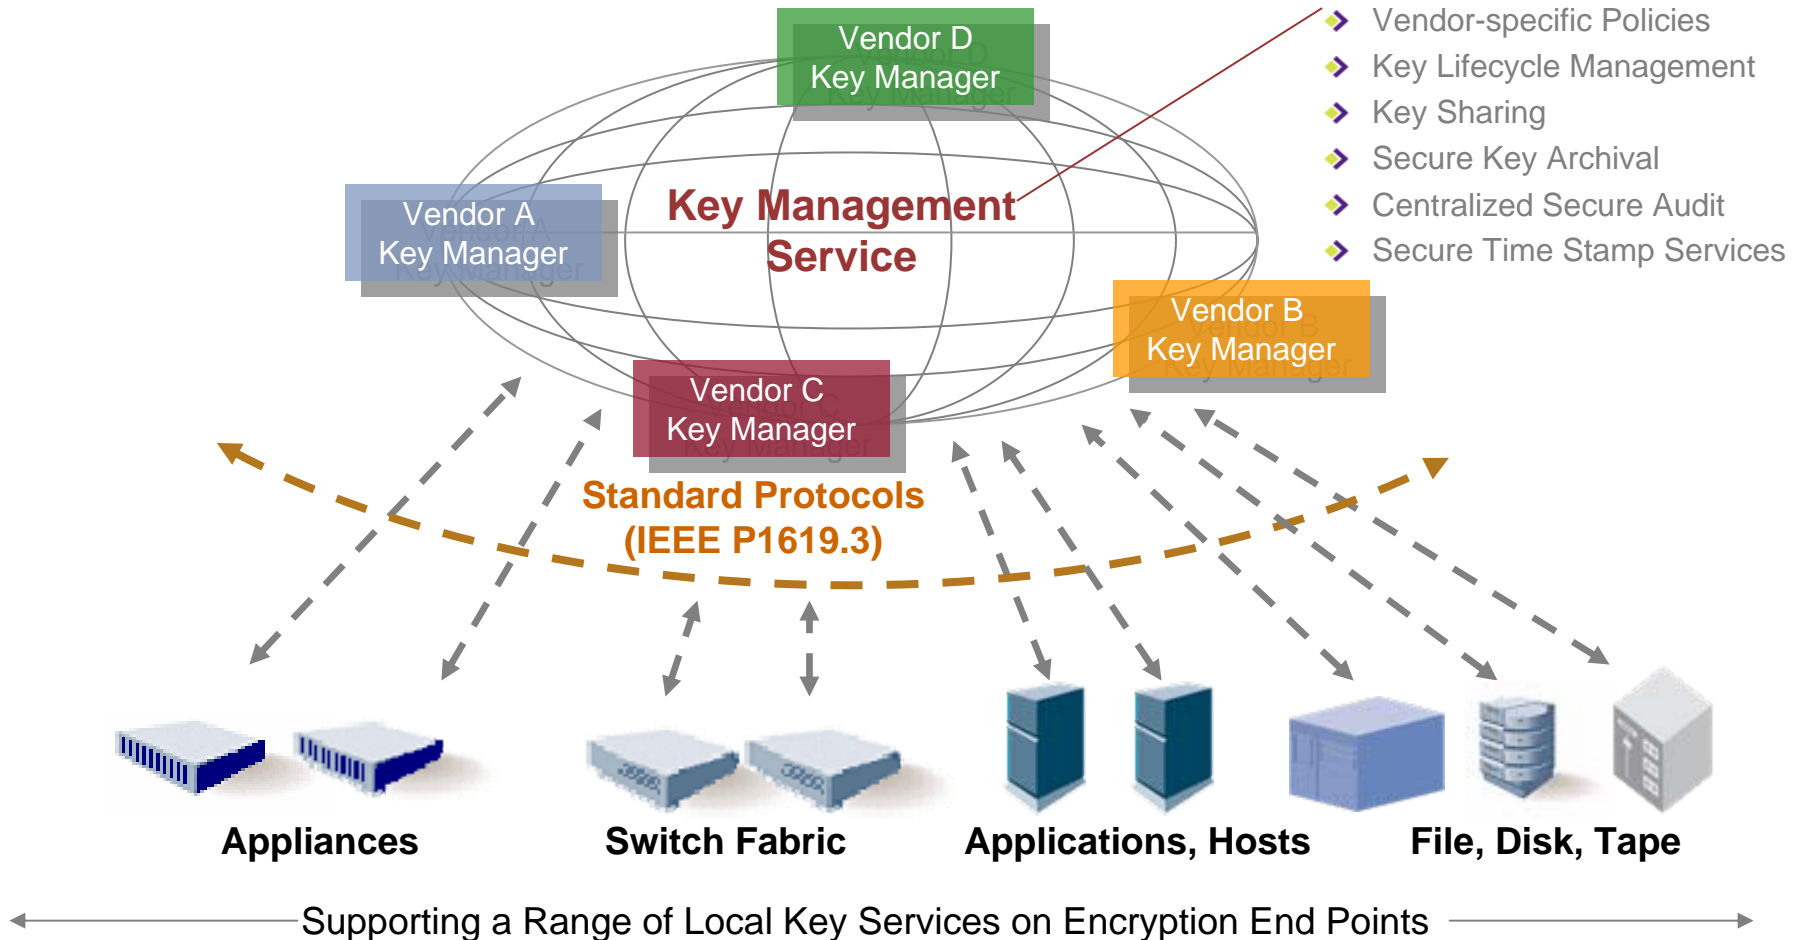 Vendor D
Key Manager
Vendor-specific Policies
Key Lifecycle Management
Key Sharing
Secure Key Archival
Centralized Secure Audit
Secure Time Stamp Services
Vendor A
Key Manager
Key Management
Service
Vendor B
Key Manager
Vendor C
Key Manager
Standard Protocols
(IEEE P1619.3)
Appliances
Switch Fabric
Applications, Hosts
File, Disk, Tape
Supporting a Range of Local Key Services on Encryption End Points